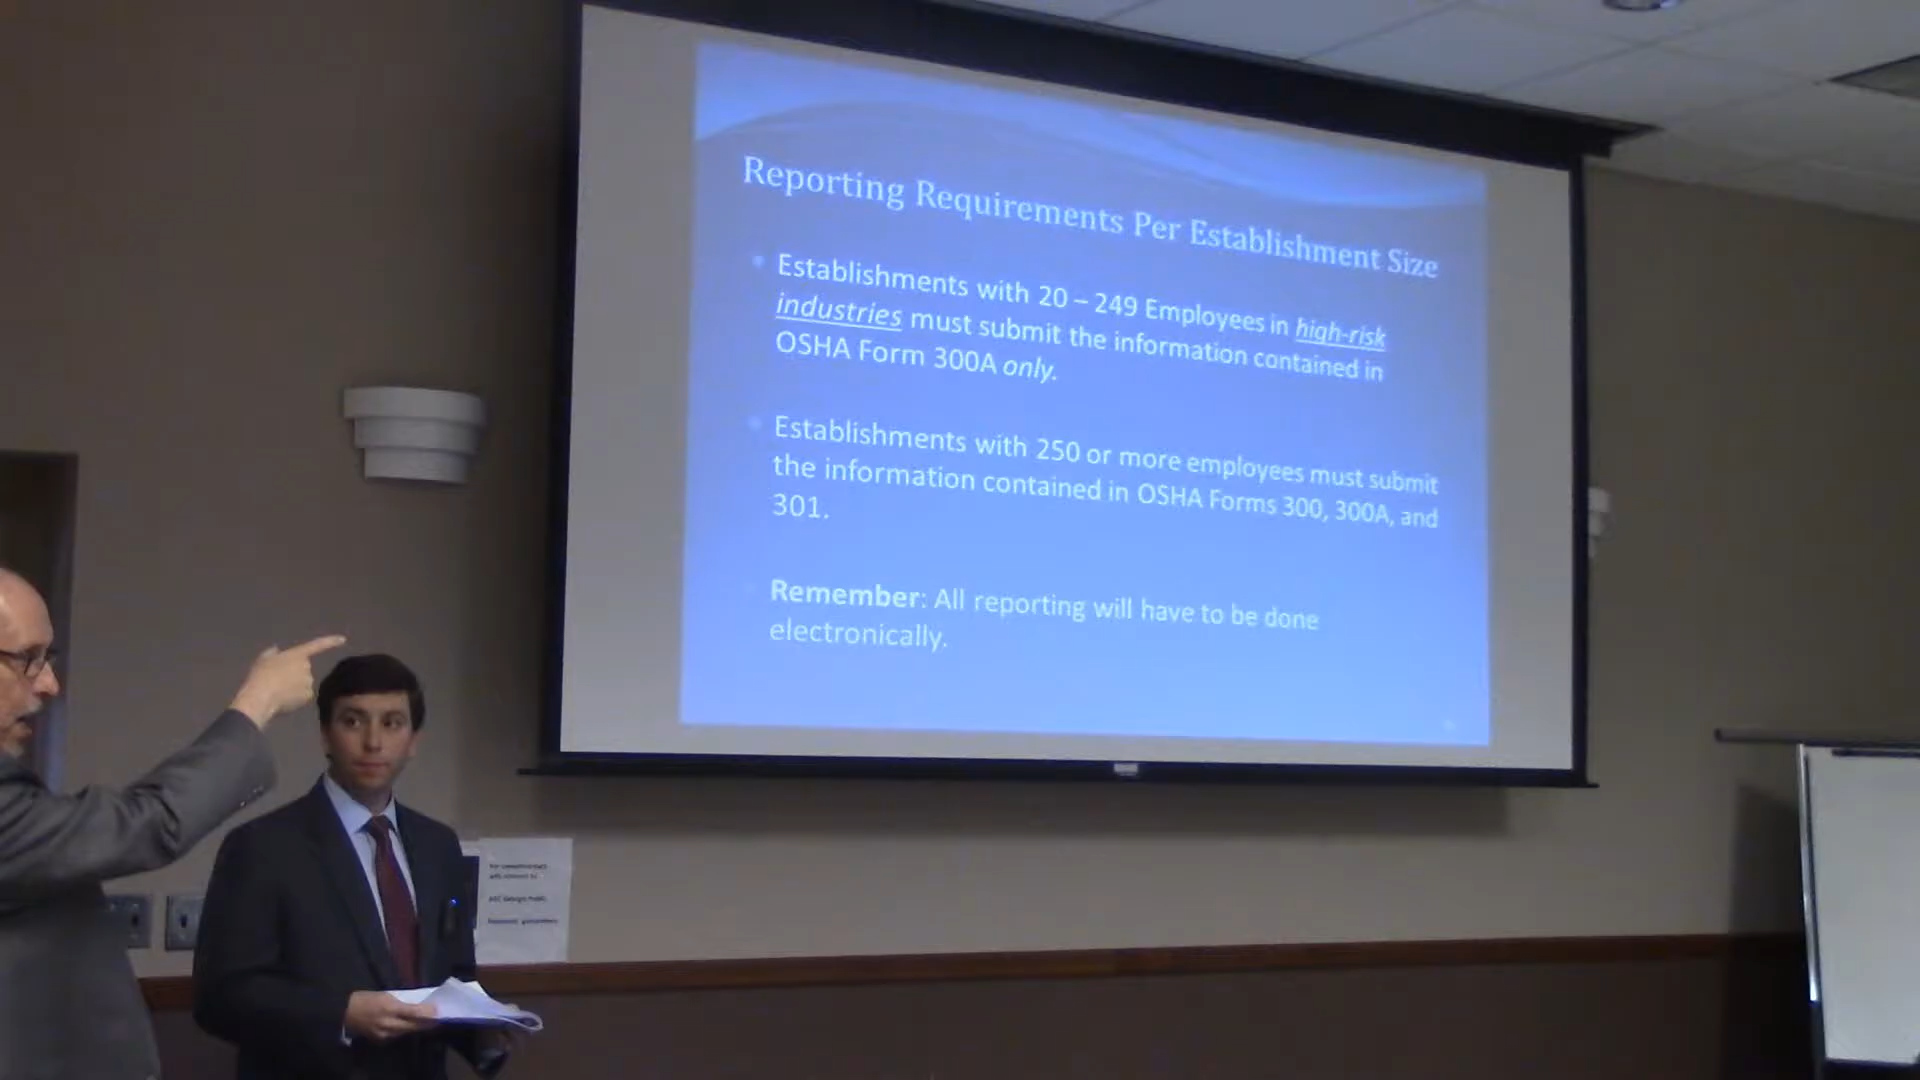 Reporting Requirements Per Establishment Size
Establishments with 20 – 249 Employees in high-risk
industries must submit the information contained in
OSHA Form 300A only.
Establishments with 250 or more employees must submit
the information contained in OSHA Forms 300, 300A, and
301.
Remember: All reporting will have to be done
electronically.